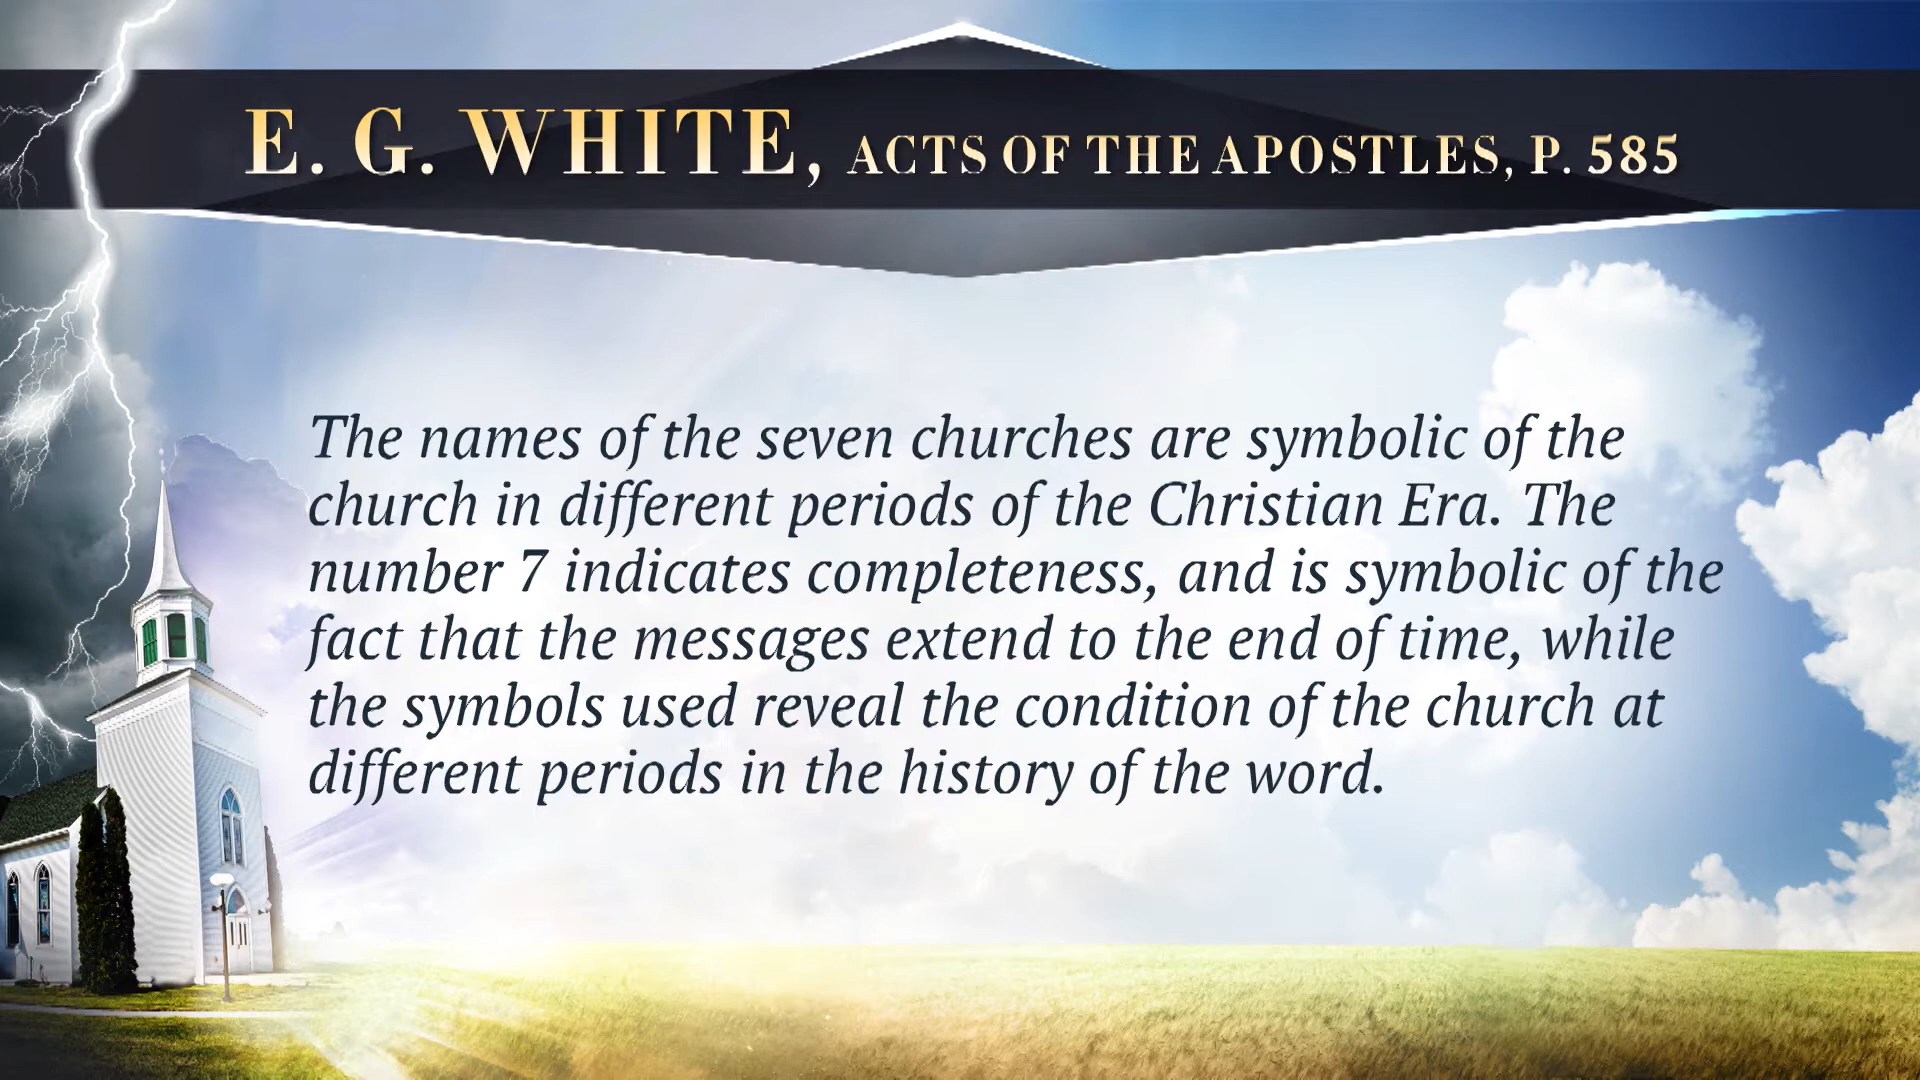 E. G. WHITE, ACTS OF THE APOSTLES, P. 585
The names of the seven churches are symbolic of the
church in different periods of the Christian Era. The
number 7 indicates completeness, and is symbolic of the
fact that the messages extend to the end of time, while
the symbols used reveal the condition of the church at
different periods in the history of the word.